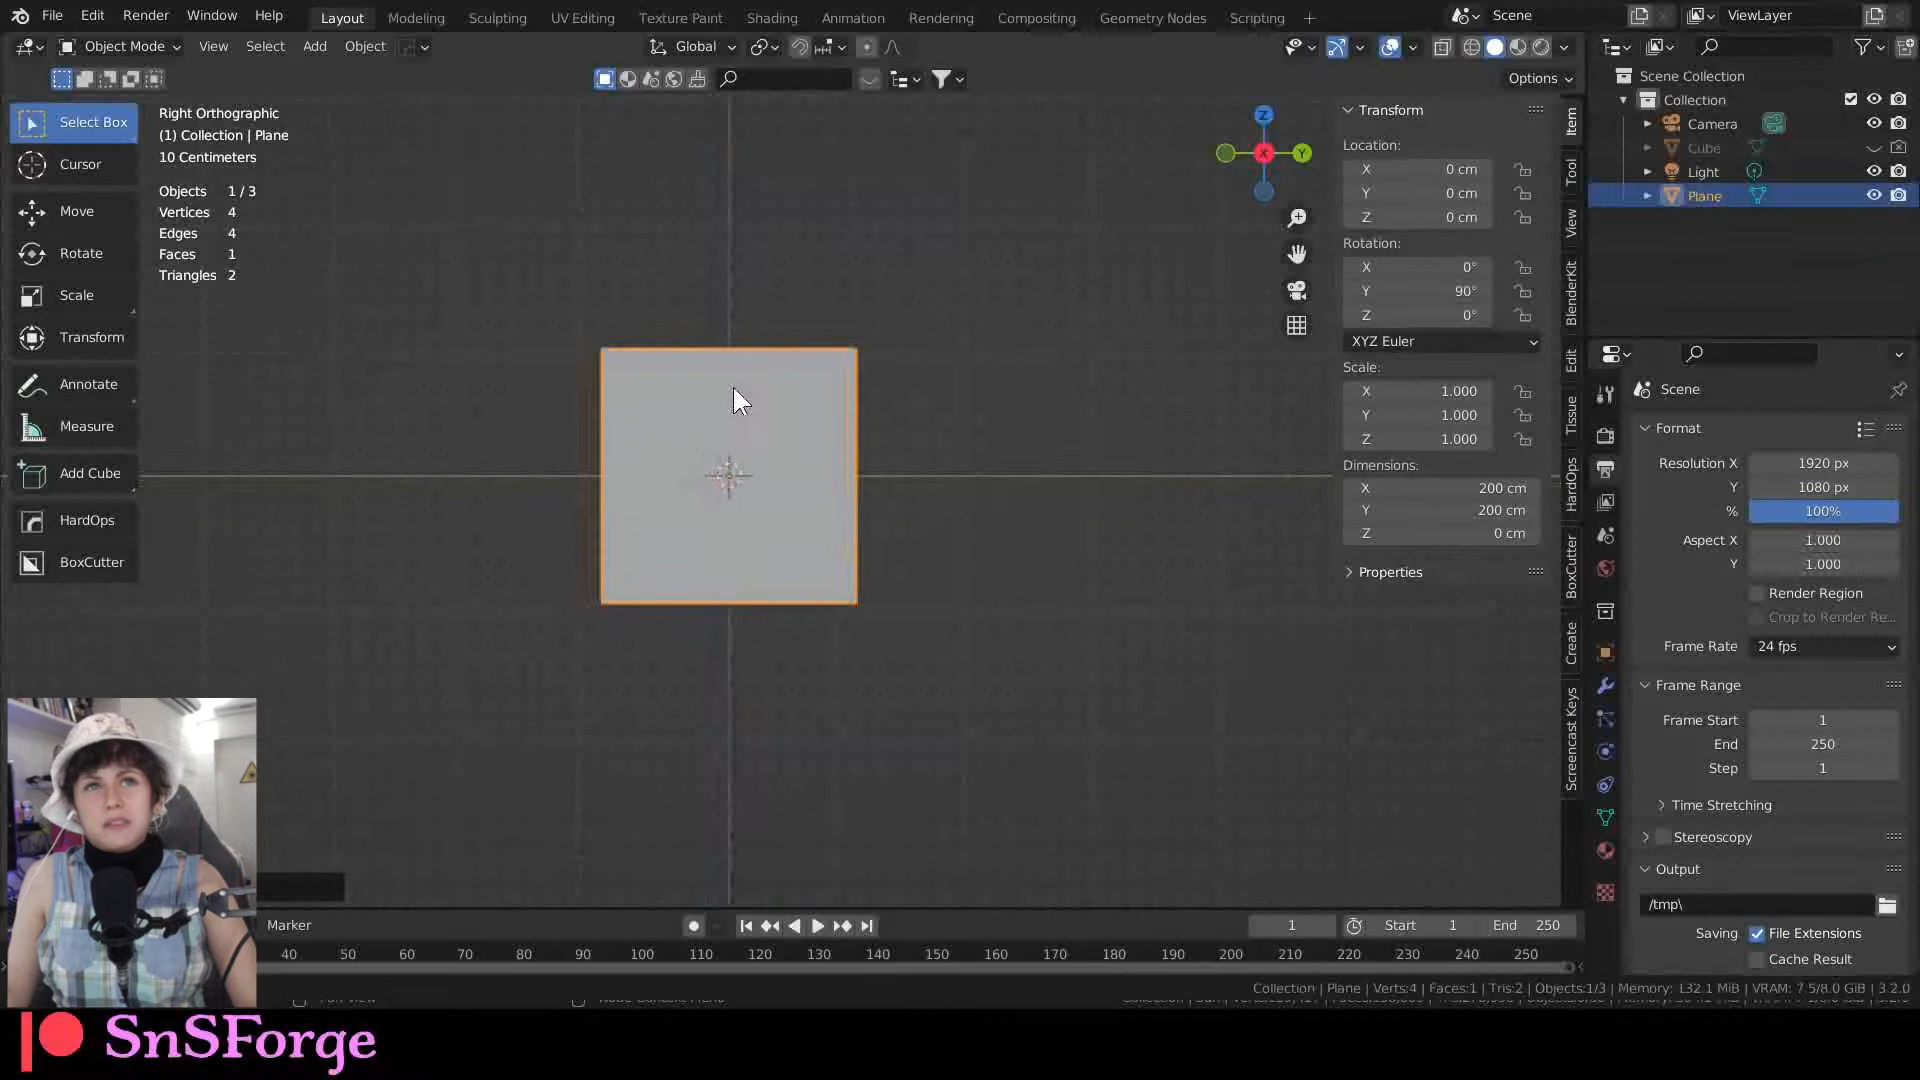 File Edit Render Window Help
Layout Modeling Sculpting UV Editing Texture Paint Shading Animation Rendering Compositing Geometry Nodes Scripting +
Scene ViewLayer
Object Mode View Select Add Object
Global
Options
Select Box
Cursor
Move
Rotate
Scale
Transform
Annotate
Measure
Add Cube
HardOps
BoxCutter
Right Orthographic
(1) Collection | Plane
10 Centimeters
Objects 1 / 3
Vertices 4
Edges 4
Faces 1
Triangles 2
Z
X
Y
Transform
Location:
X 0 cm
Y 0 cm
Z 0 cm
Rotation:
X 0°
Y 90°
Z 0°
XYZ Euler
Scale:
X 1.000
Y 1.000
Z 1.000
Dimensions:
X 200 cm
Y 200 cm
Z 0 cm
Properties
Item
Tool
View
BlenderKit
Edit
Tissue
HardOps
BoxCutter
Create
Screencast Keys
Scene Collection
Collection
Camera
Cube
Light
Plane
Scene
Format
Resolution X 1920 px
Y 1080 px
% 100%
Aspect X 1.000
Y 1.000
Render Region
Crop to Render Re...
Frame Rate 24 fps
Frame Range
Frame Start 1
End 250
Step 1
Time Stretching
Stereoscopy
Output
/tmp\
Saving File Extensions
Cache Result
Marker
1 Start 1 End 250
40 50 60 70 80 90 100 110 120 130 140 150 160 170 180 190 200 210 220 230 240 250
Collection | Plane | Verts:4 | Faces:1 | Tris:2 | Objects:1/3 | Memory: 132.1 MiB | VRAM: 7.5/8.0 GiB | 3.2.0
SnSForge